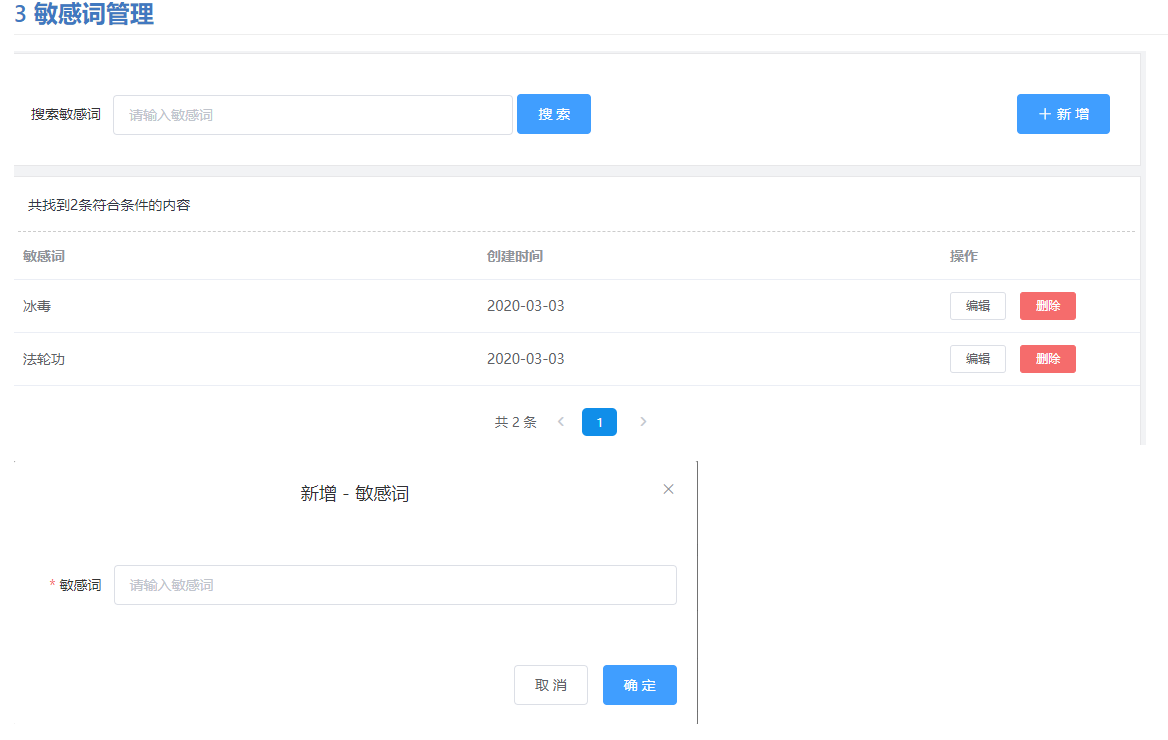 3 敏感词管理
搜索敏感词 请输入敏感词 搜 索 + 新 增
共找到2条符合条件的内容
敏感词 创建时间 操作
冰毒 2020-03-03 编辑 删除
法轮功 2020-03-03 编辑 删除
共 2 条 < 1 >
新增 - 敏感词 ×
* 敏感词 请输入敏感词
取 消 确 定